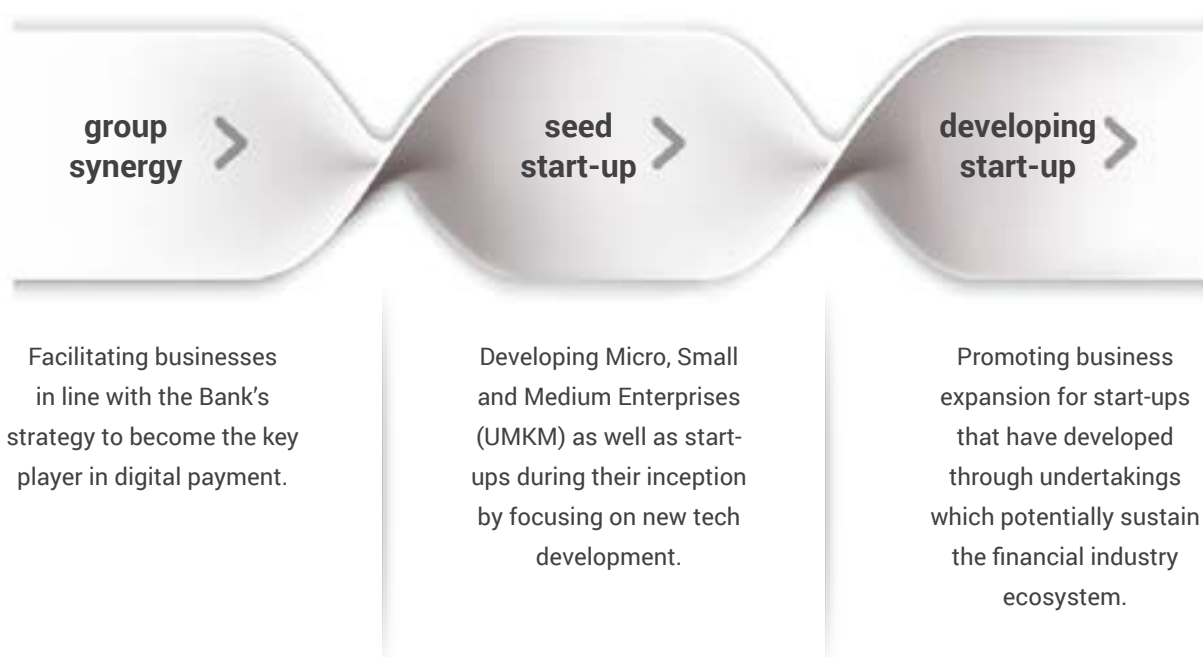 group
synergy
seed
start-up
developing
start-up
Facilitating businesses
in line with the Bank's
strategy to become the key
player in digital payment.
Developing Micro, Small
and Medium Enterprises
(UMKM) as well as start-
ups during their inception
by focusing on new tech
development.
Promoting business
expansion for start-ups
that have developed
through undertakings
which potentially sustain
the financial industry
ecosystem.